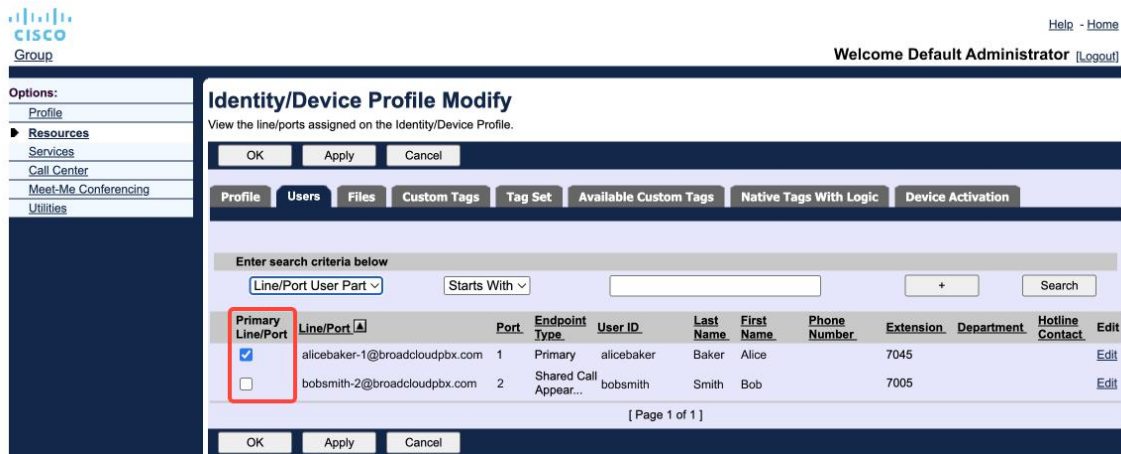 CISCO
Help - Home
Group
Welcome Default Administrator [Logout]
Options:
Profile
Resources
Services
Call Center
Meet-Me Conferencing
Utilities
Identity/Device Profile Modify
View the line/ports assigned on the Identity/Device Profile.
OK Apply Cancel
Profile Users Files Custom Tags Tag Set Available Custom Tags Native Tags With Logic Device Activation
Enter search criteria below
Line/Port User Part Starts With + Search
Primary Line/Port Line/Port Port Endpoint Type User ID Last Name First Name Phone Number Extension Department Hotline Contact Edit
alicebaker-1@broadcloudpbx.com 1 Primary alicebaker Baker Alice 7045 Edit
bobsmith-2@broadcloudpbx.com 2 Shared Call Appear... bobsmith Smith Bob 7005 Edit
[ Page 1 of 1 ]
OK Apply Cancel